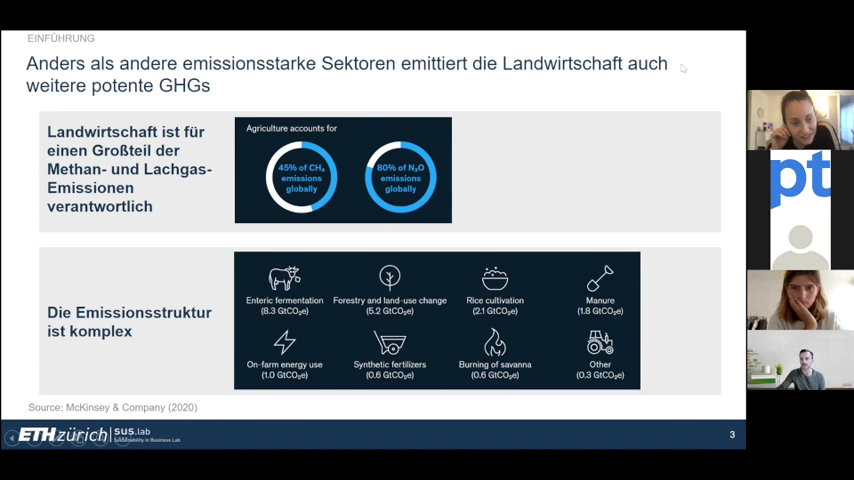 EINFÜHRUNG
Anders als andere emissionsstarke Sektoren emittiert die Landwirtschaft auch
weitere potente GHGs
Landwirtschaft ist für
einen Großteil der
Methan- und Lachgas-
Emissionen
verantwortlich
Agriculture accounts for
45% of CH₄
emissions
globally
80% of N₂O
emissions
globally
Die Emissionsstruktur
ist komplex
Enteric fermentation
(8.3 GtCO₂e)
Forestry and land-use change
(5.2 GtCO₂e)
Rice cultivation
(2.1 GtCO₂e)
Manure
(1.8 GtCO₂e)
On-farm energy use
(1.0 GtCO₂e)
Synthetic fertilizers
(0.6 GtCO₂e)
Burning of savanna
(0.6 GtCO₂e)
Other
(0.3 GtCO₂e)
Source: McKinsey & Company (2020)
ETH zürich
sus.lab
Sustainability in Business Lab
3
pt